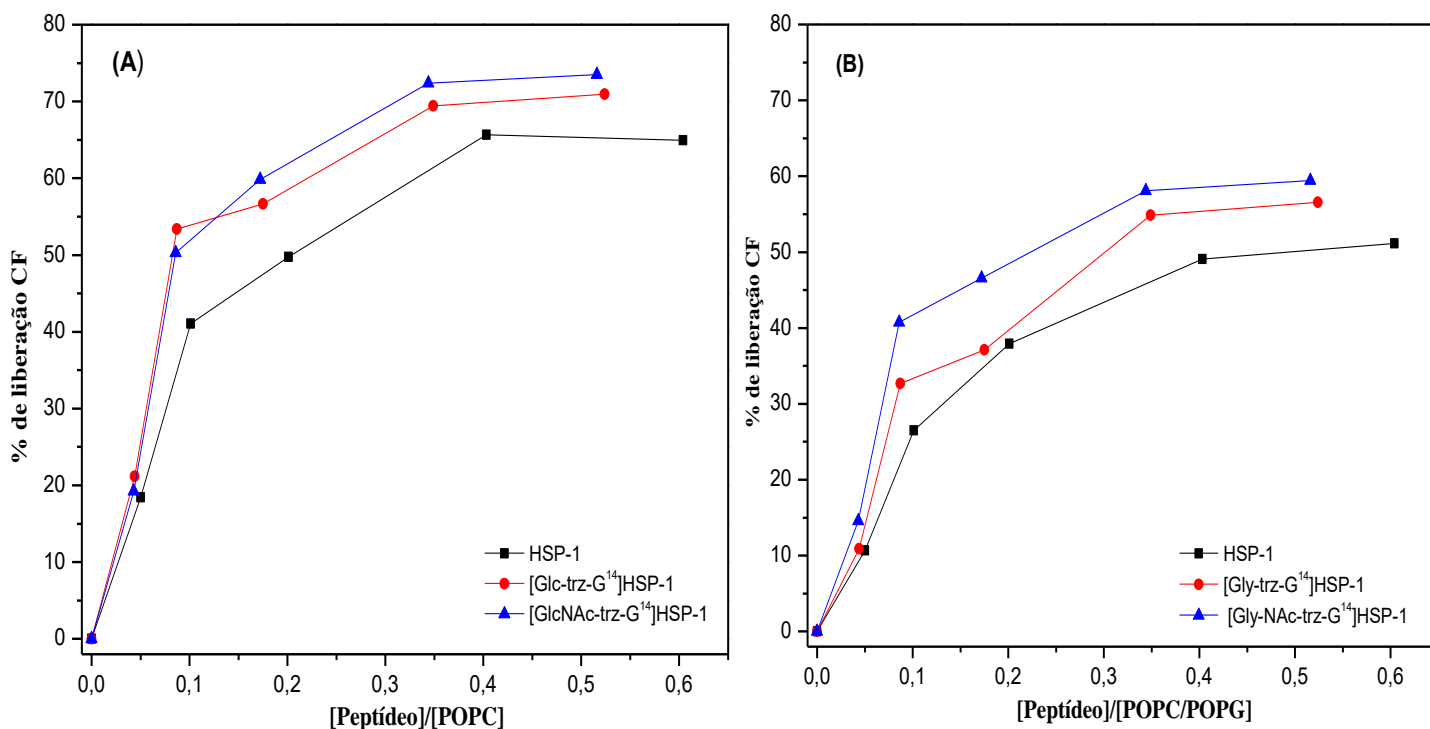 (A)
% de liberação CF
80
70
60
50
40
30
20
10
0
0,0 0,1 0,2 0,3 0,4 0,5 0,6
[Peptídeo]/[POPC]
HSP-1
[Glc-trz-G¹⁴]HSP-1
[GlcNAc-trz-G¹⁴]HSP-1
(B)
% de liberação CF
80
70
60
50
40
30
20
10
0
0,0 0,1 0,2 0,3 0,4 0,5 0,6
[Peptídeo]/[POPC/POPG]
HSP-1
[Gly-trz-G¹⁴]HSP-1
[Gly-NAc-trz-G¹⁴]HSP-1